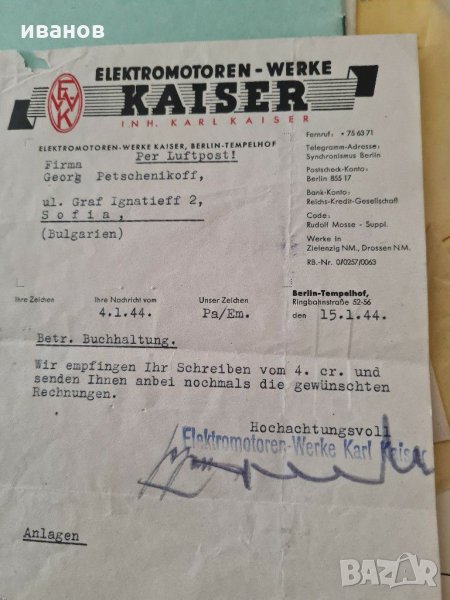 иванов
EWK
ELEKTROMOTOREN-WERKE
KAISER
INH. KARL KAISER
ELEKTROMOTOREN-WERKE KAISER, BERLIN-TEMPELHOF
Per Luftpost!
Firma
Georg Petschenikoff,
ul. Graf Ignatieff 2,
Sofia,
(Bulgarien)
Fernruf: • 75 63 71
Telegramm-Adresse:
Synchronismus Berlin
Postscheck-Konto:
Berlin 855 17
Bank-Konto:
Reichs-Kredit-Gesellschaft
Code:
Rudolf Mosse - Suppl.
Werke in
Zielenzig NM., Drossen N.M.
RB.-Nr. 0/0257/0063
Berlin-Tempelhof,
Ringbahnstraße 52-56
Ihre Zeichen Ihre Nachricht vom Unser Zeichen
4.1.44. Pa/Em. den 15.1.44.
Betr. Buchhaltung.
Wir empfingen Ihr Schreiben vom 4. cr. und
senden Ihnen anbei nochmals die gewünschten
Rechnungen.
Hochachtungsvoll
Elektromotoren-Werke Karl Kaiser
Anlagen
BAZAR